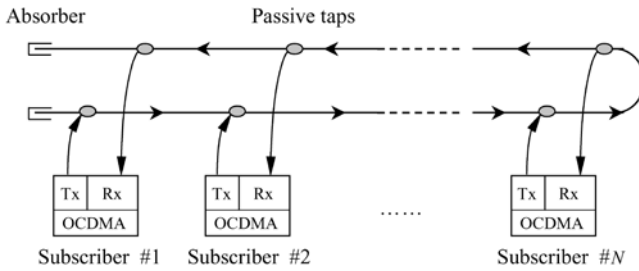 Absorber
Passive taps
Tx Rx Tx Rx Tx Rx
OCDMA OCDMA ...... OCDMA
Subscriber #1 Subscriber #2 Subscriber #N